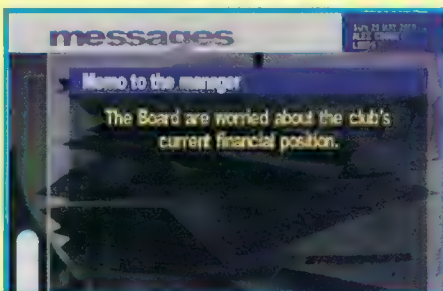 messages
Memo to the manager
The Board are worried about the club's
current financial position.